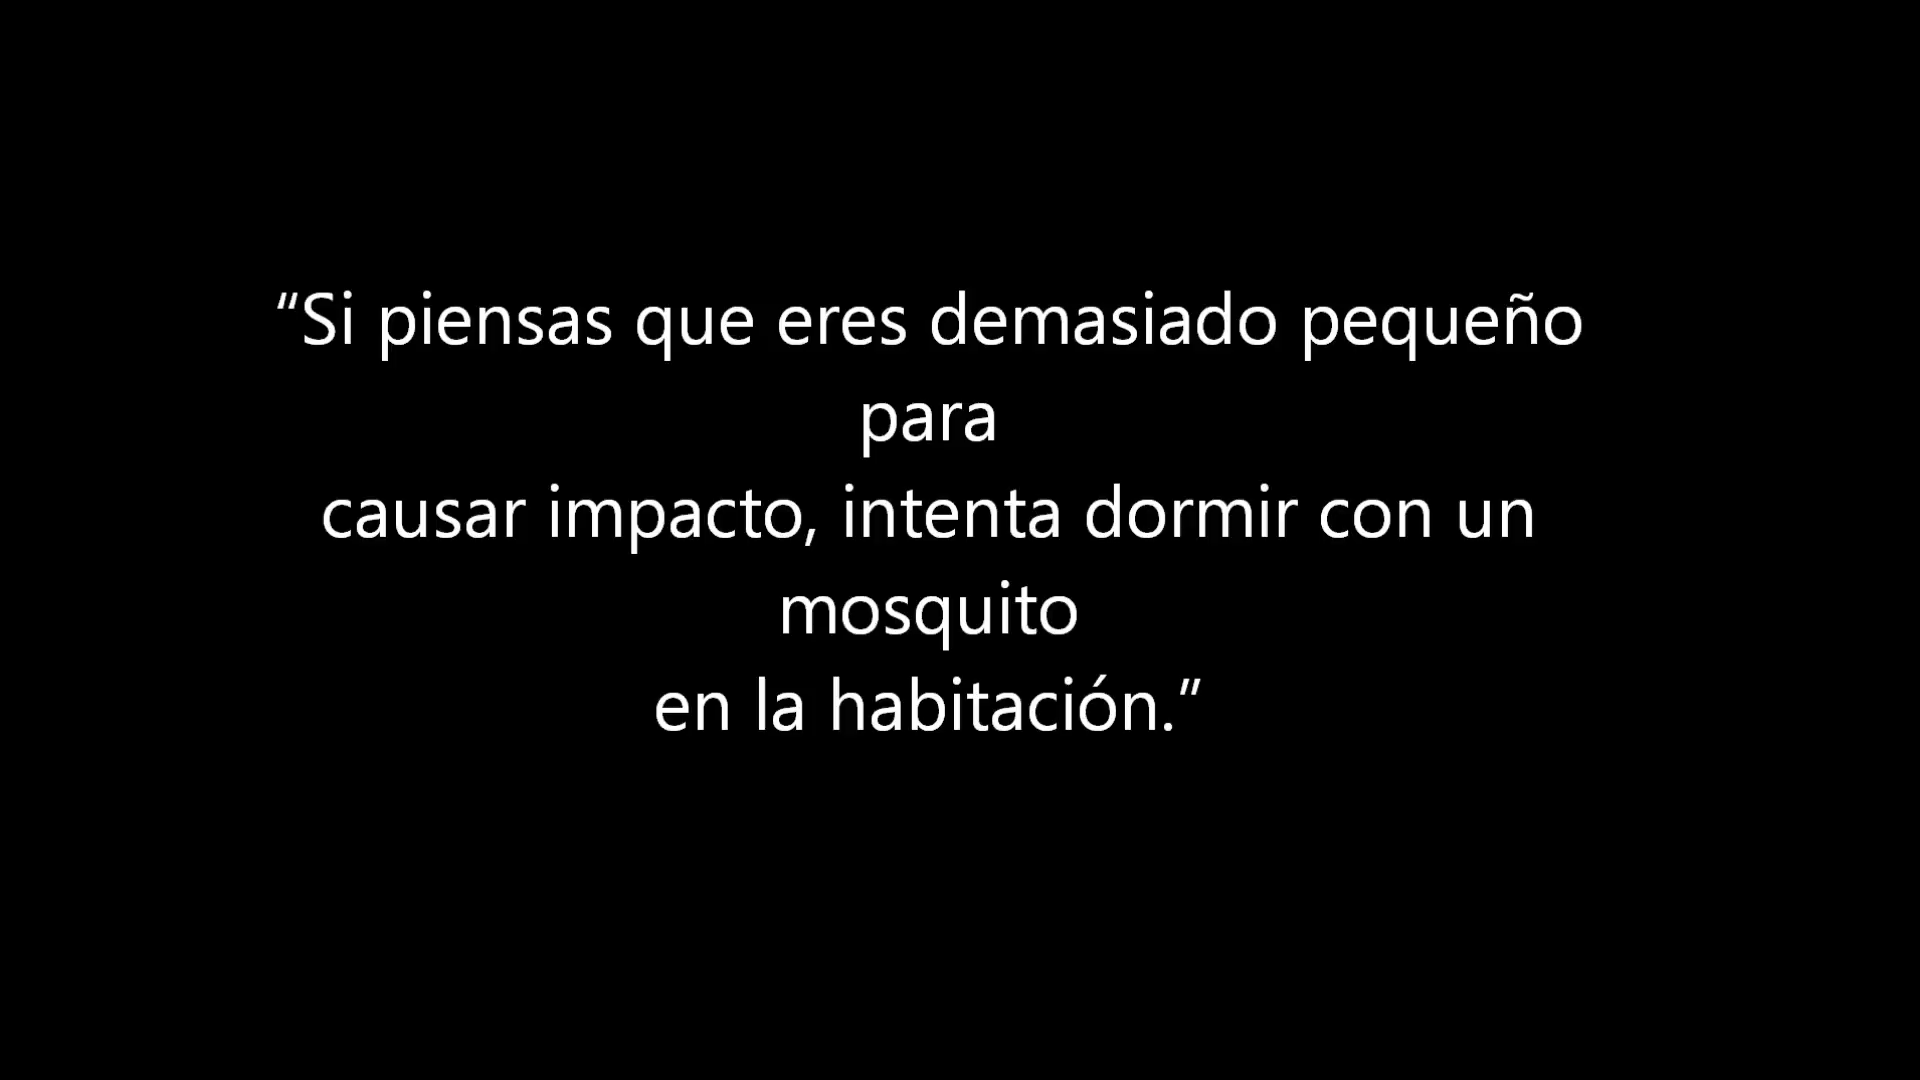 “Si piensas que eres demasiado pequeño
para
causar impacto, intenta dormir con un
mosquito
en la habitación.”